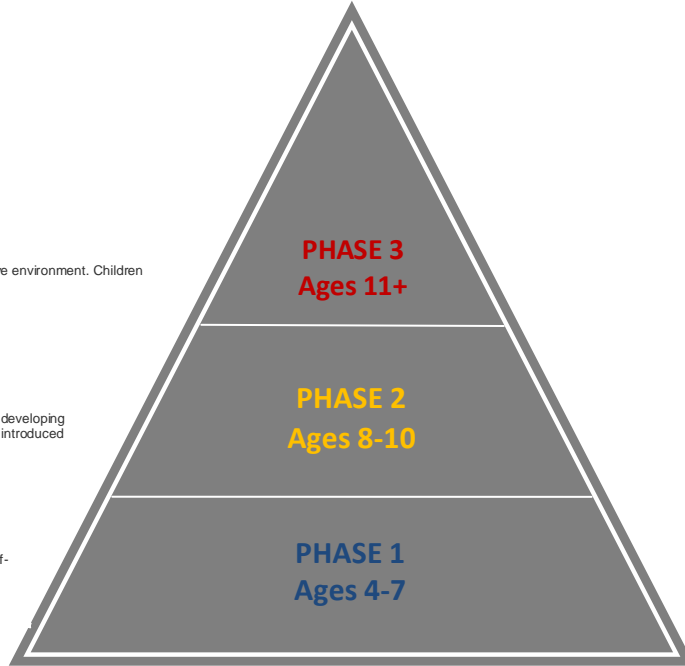 PHASE 3
Ages 11+
e environment. Children
PHASE 2
Ages 8-10
developing
introduced
PHASE 1
Ages 4-7
f-